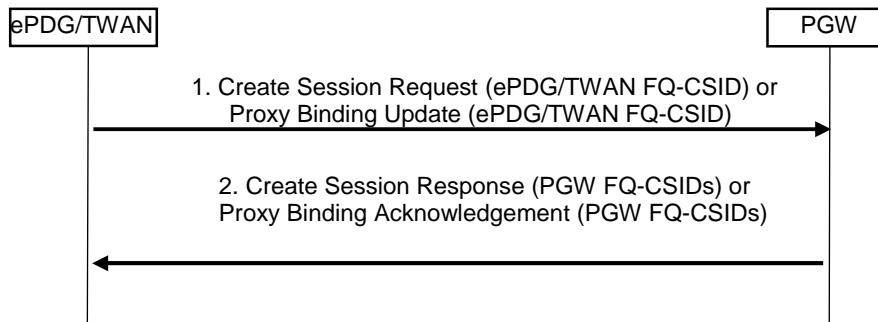 ePDG/TWAN
PGW
1. Create Session Request (ePDG/TWAN FQ-CSID) or
Proxy Binding Update (ePDG/TWAN FQ-CSID)
2. Create Session Response (PGW FQ-CSIDs) or
Proxy Binding Acknowledgement (PGW FQ-CSIDs)